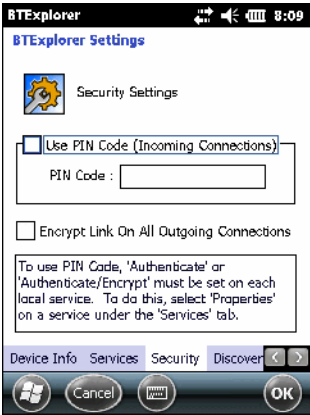 BTExplorer 8:09
BTExplorer Settings
Security Settings
Use PIN Code (Incoming Connections)
PIN Code :
Encrypt Link On All Outgoing Connections
To use PIN Code, 'Authenticate' or
'Authenticate/Encrypt' must be set on each
local service. To do this, select 'Properties'
on a service under the 'Services' tab.
Device Info Services Security Discover
Cancel OK